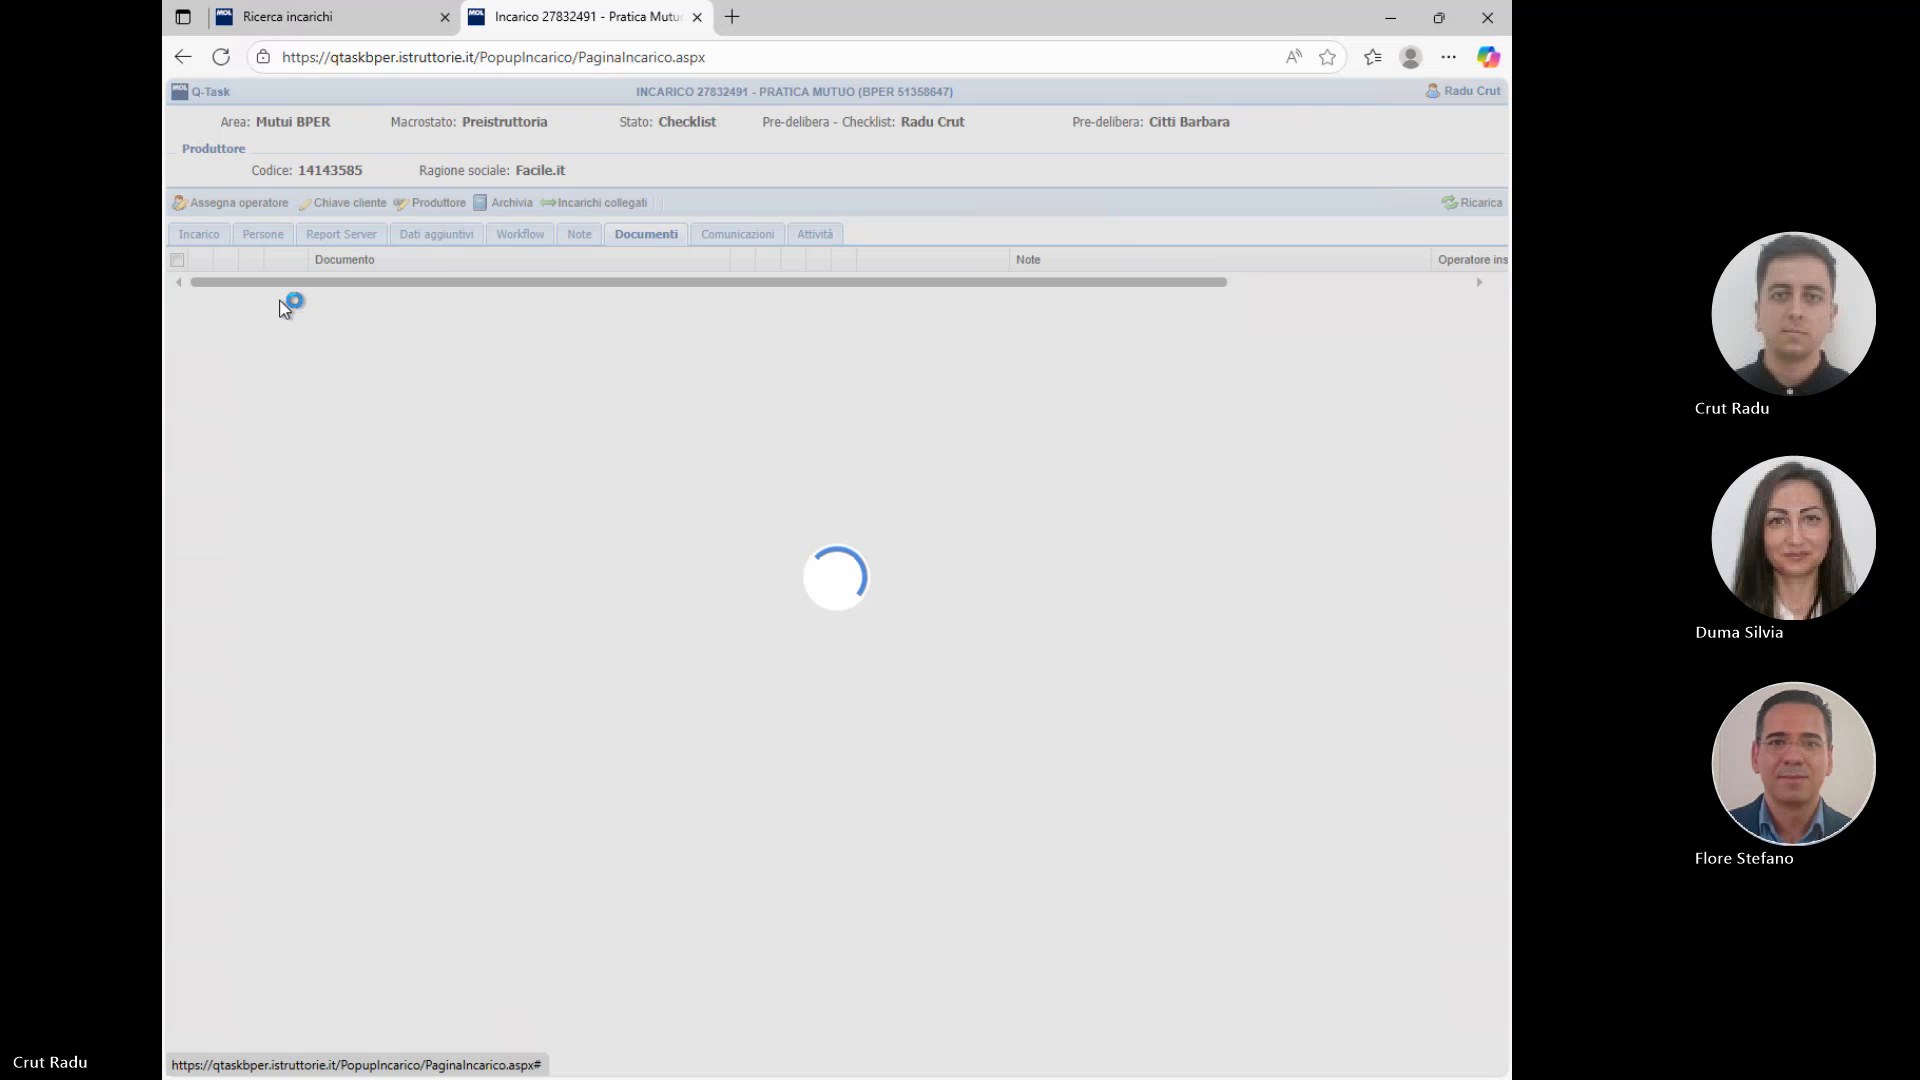 Ricerca incarichi
Incarico 27832491 - Pratica Mutu
https://qtaskbper.istruttorie.it/PopupIncarico/PaginaIncarico.aspx
MOL Q-Task INCARICO 27832491 - PRATICA MUTUO (BPER 51358647) Radu Crut
Area: Mutui BPER Macrostato: Preistruttoria Stato: Checklist Pre-delibera - Checklist: Radu Crut Pre-delibera: Citti Barbara
Produttore
Codice: 14143585 Ragione sociale: Facile.it
Assegna operatore Chiave cliente Produttore Archivia Incarichi collegati Ricarica
Incarico Persone Report Server Dati aggiuntivi Workflow Note Documenti Comunicazioni Attività
Documento Note Operatore ins
https://qtaskbper.istruttorie.it/PopupIncarico/PaginaIncarico.aspx#
Crut Radu
Duma Silvia
Flore Stefano
Crut Radu